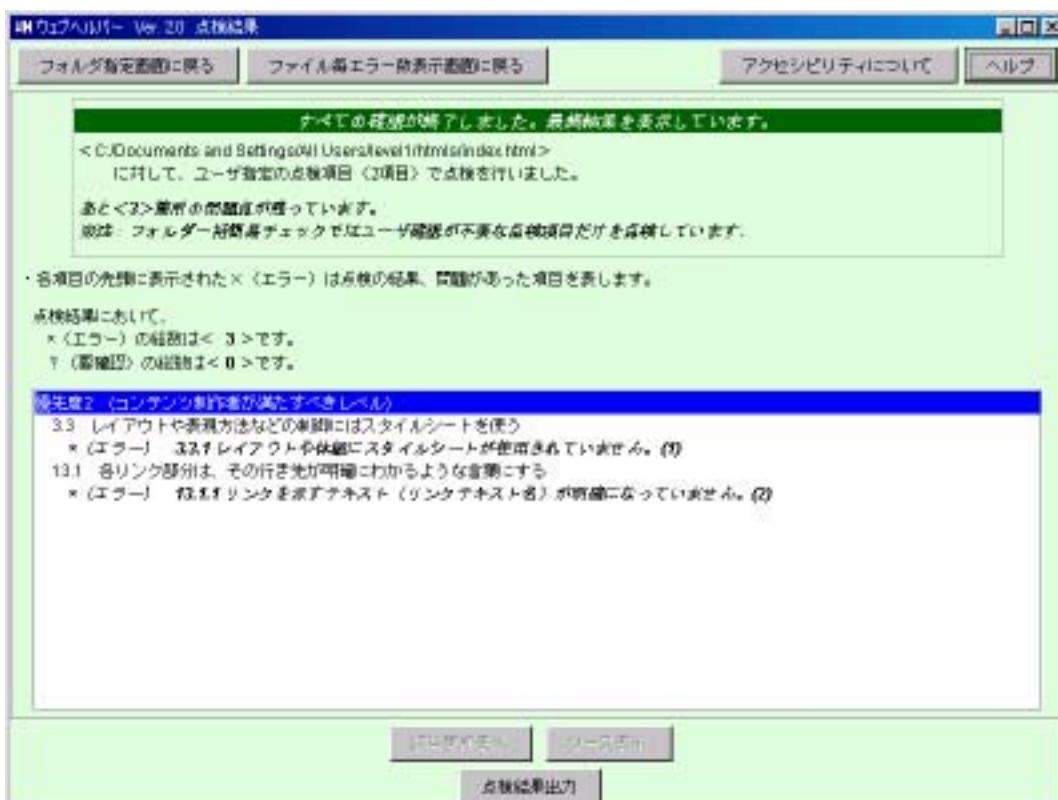 WH ウェブヘルパー Ver. 2.0 点検結果
フォルダ指定画面に戻る ファイル毎エラー数表示画面に戻る アクセシビリティについて ヘルプ
すべての確認が終了しました。最終結果を表示しています。
< C:/Documents and Settings/All Users/level1/htmls/index.html>
に対して、ユーザ指定の点検項目（2項目）で点検を行いました。
あと<3>箇所の問題点が残っています。
フォルダー括簡易チェックではユーザ確認が不要な点検項目だけを点検しています.
・各項目の先頭に表示された×（エラー）は点検の結果、問題があった項目を表します。
点検結果において、
×（エラー）の総数は< 3 >です。
?（要確認）の総数は< 0 >です。
優先度2 （コンテンツ制作者が満たすべきレベル）
3.3 レイアウトや表現方法などの制御にはスタイルシートを使う
×（エラー） 3.3.1 レイアウトや体裁にスタイルシートが使用されていません。(1)
13.1 各リンク部分は、その行き先が明確にわかるような言葉にする
×（エラー） 13.1.1 リンクを示すテキスト（リンクテキスト名）が明確になっていません。(2)
ソース表示
点検結果出力